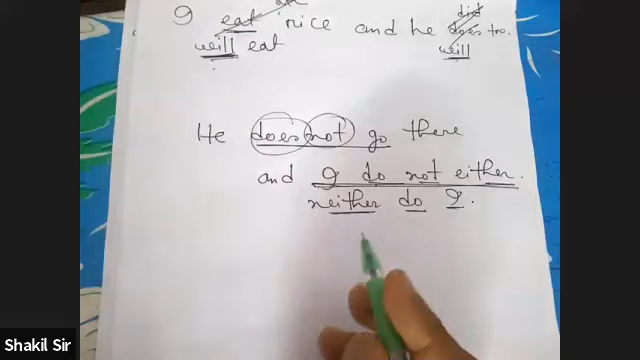 I eat rice and he does too.
did
will eat will
He does not go there
and I do not either.
neither do I.
Shakil Sir